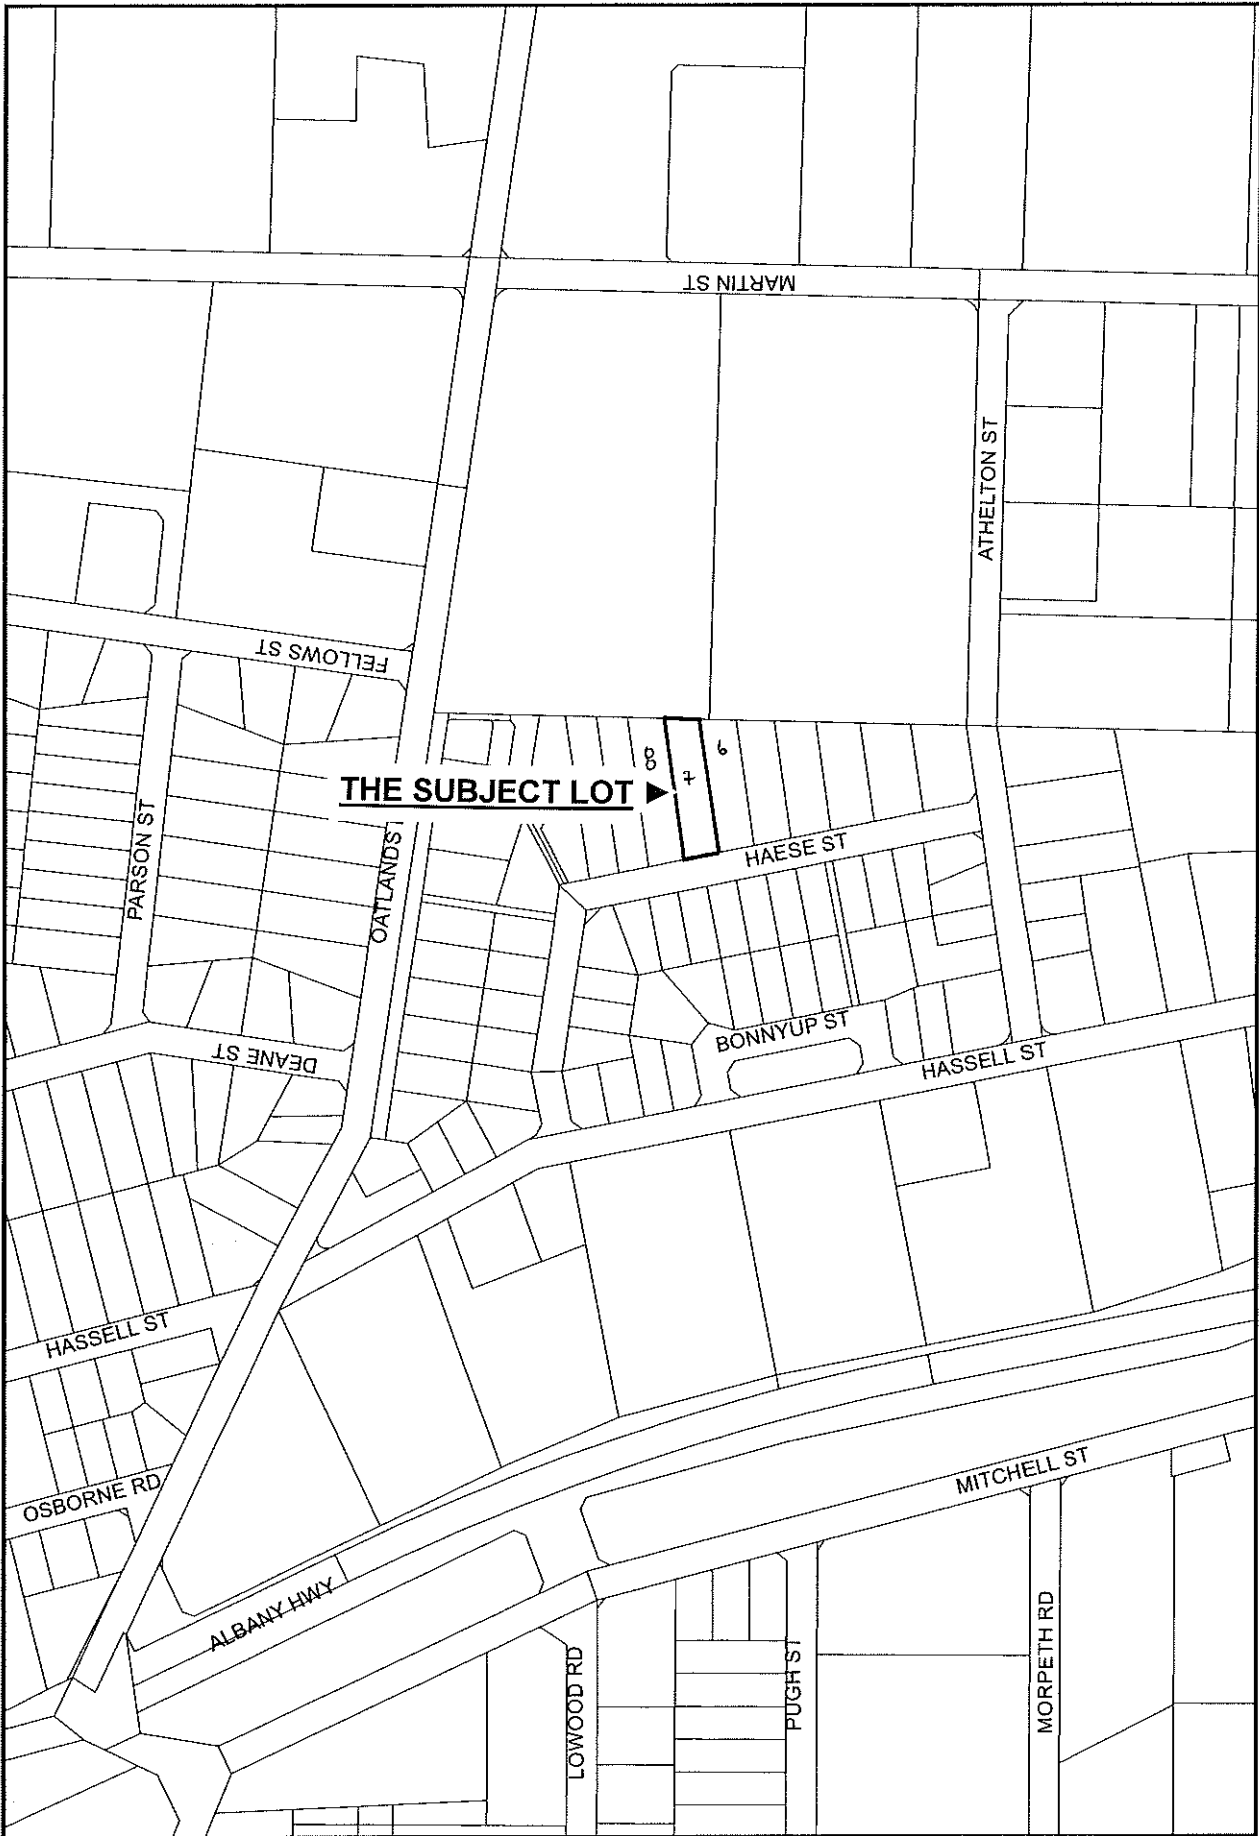 MARTIN ST
ATHELTON ST
FELLOWS ST
8
6
7
THE SUBJECT LOT
PARSON ST
OATLANDS
HAESE ST
BONNYUP ST
DEANE ST
HASSELL ST
HASSELL ST
OSBORNE RD
MITCHELL ST
ALBANY HWY
LOWOOD RD
PUGH ST
MORPETH RD